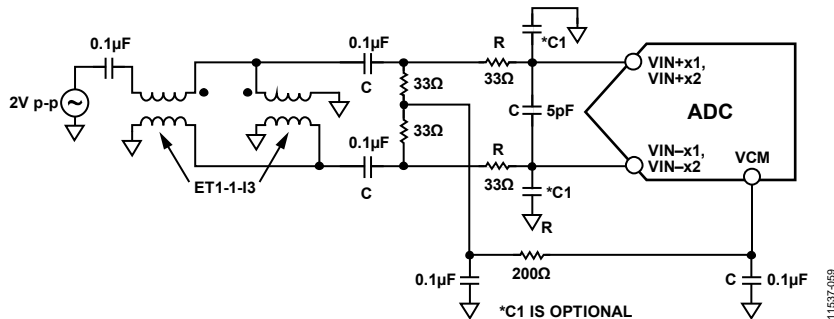 0.1µF
2V p-p
ET1-1-I3
0.1µF
C
33Ω
33Ω
0.1µF
C
R
33Ω
R
33Ω
*C1
C
5pF
*C1
R
VIN+x1,
VIN+x2
ADC
VIN–x1,
VIN–x2
VCM
0.1µF
200Ω
C
0.1µF
*C1 IS OPTIONAL
11537-059